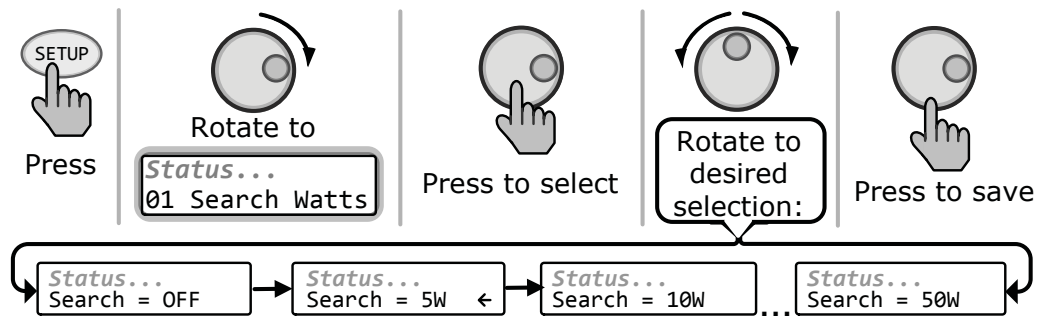 SETUP
Press
Rotate to
Status...
01 Search Watts
Press to select
Rotate to
desired
selection:
Press to save
Status...
Search = OFF
Status...
Search = 5W ←
Status...
Search = 10W
...
Status...
Search = 50W